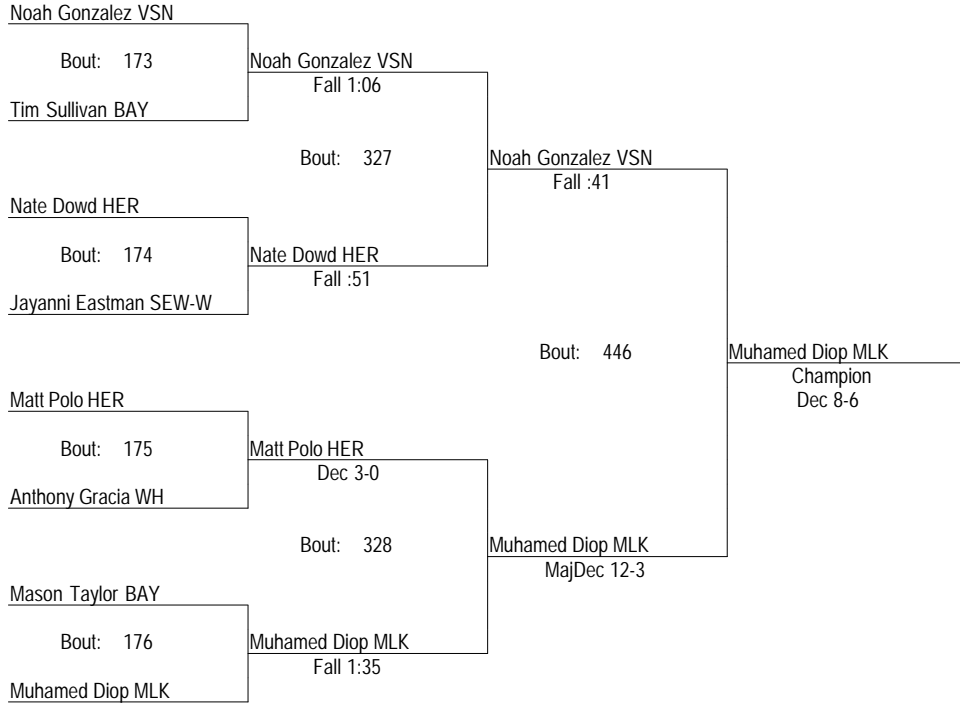 Noah Gonzalez VSN
Bout: 173
Noah Gonzalez VSN
Fall 1:06
Tim Sullivan BAY
Bout: 327
Noah Gonzalez VSN
Fall :41
Nate Dowd HER
Bout: 174
Nate Dowd HER
Fall :51
Jayanni Eastman SEW-W
Bout: 446
Muhamed Diop MLK
Champion
Dec 8-6
Matt Polo HER
Bout: 175
Matt Polo HER
Dec 3-0
Anthony Gracia WH
Bout: 328
Muhamed Diop MLK
MajDec 12-3
Mason Taylor BAY
Bout: 176
Muhamed Diop MLK
Fall 1:35
Muhamed Diop MLK